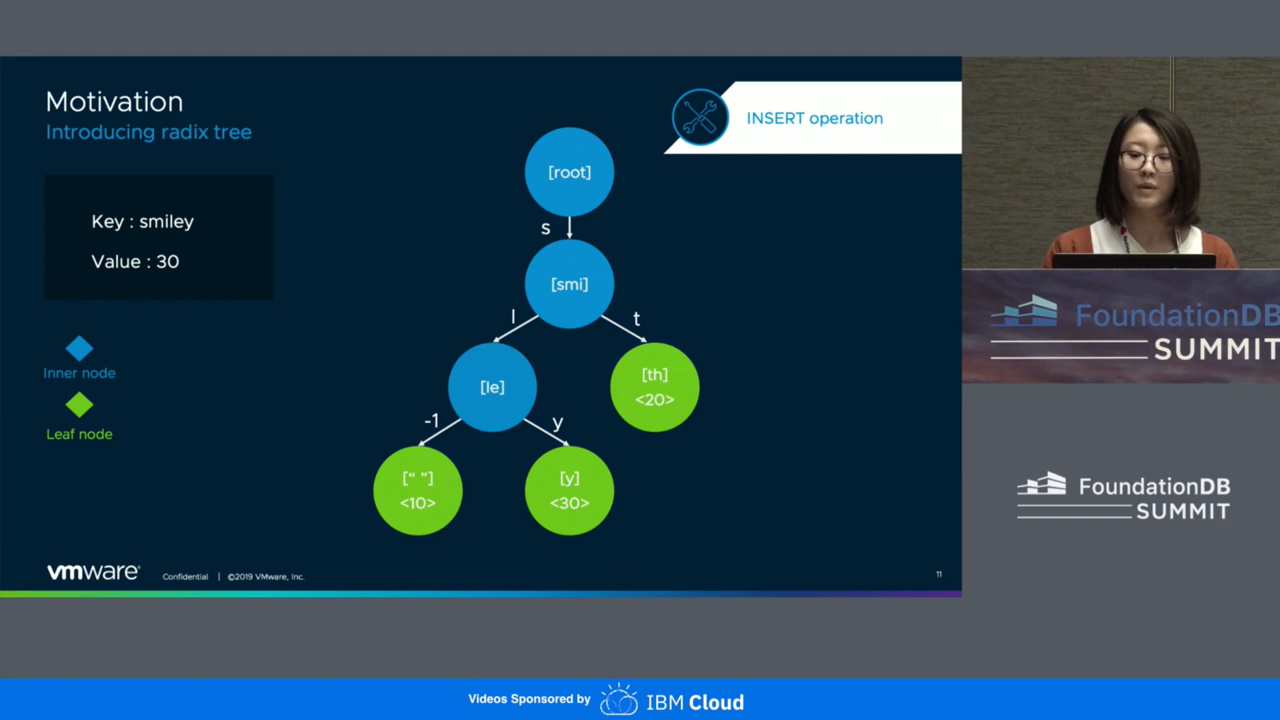 Motivation
Introducing radix tree
INSERT operation
Key : smiley
Value : 30
Inner node
Leaf node
[root]
s
[smi]
l
t
[le]
[th]
<20>
-1
y
[“ ”]
<10>
[y]
<30>
vmware®
Confidential | ©2019 VMware, Inc.
11
FoundationDB
SUMMIT
FoundationDB
SUMMIT
Videos Sponsored by IBM Cloud